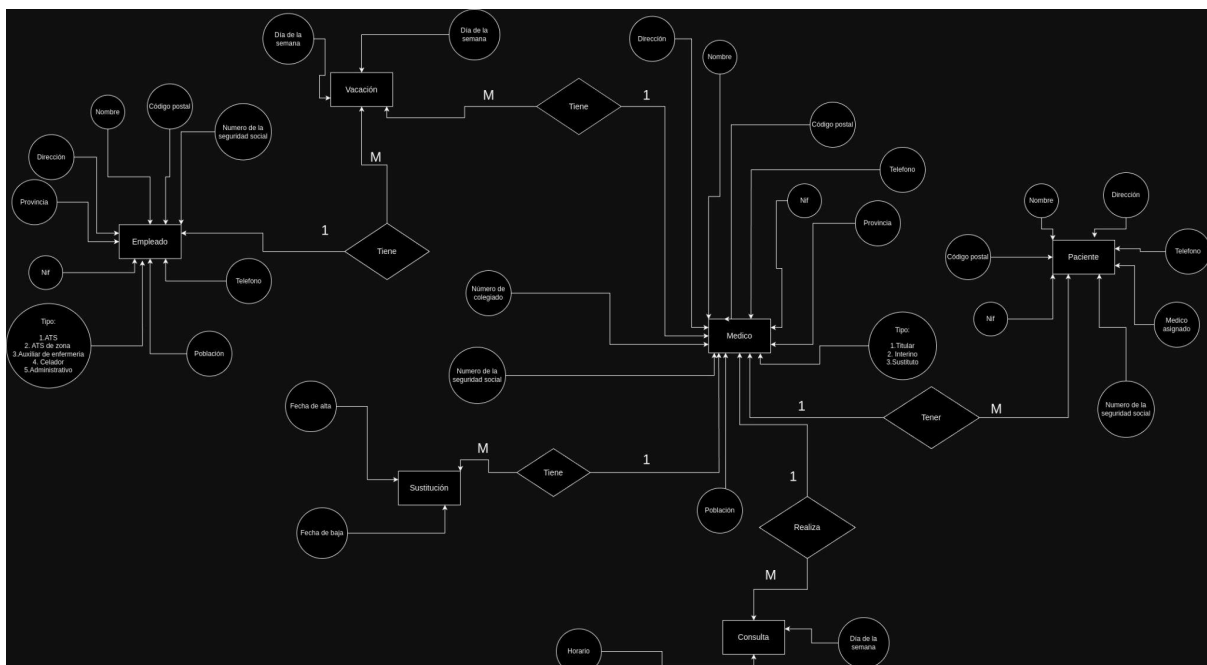 Día de la
semana
Día de la
semana
Vacación
M
Tiene
1
Dirección
Nombre
Código postal
Telefono
Nif
Provincia
Nombre
Código postal
Numero de la
seguridad social
Dirección
Provincia
Empleado
Nif
Telefono
Tipo:
1.ATS
2. ATS de zona
3.Auxiliar de enfermeria
4. Celador
5.Administrativo
Población
M
1
Tiene
Nombre
Dirección
Código postal
Paciente
Telefono
Nif
Medico
asignado
Numero de la
seguridad social
Número de
colegiado
Medico
Tipo:
1.Titular
2. Interino
3.Sustituto
Numero de la
seguridad social
1
Tener
M
Fecha de alta
M
Tiene
1
Sustitución
Fecha de baja
Población
1
Realiza
M
Consulta
Día de la
semana
Horario